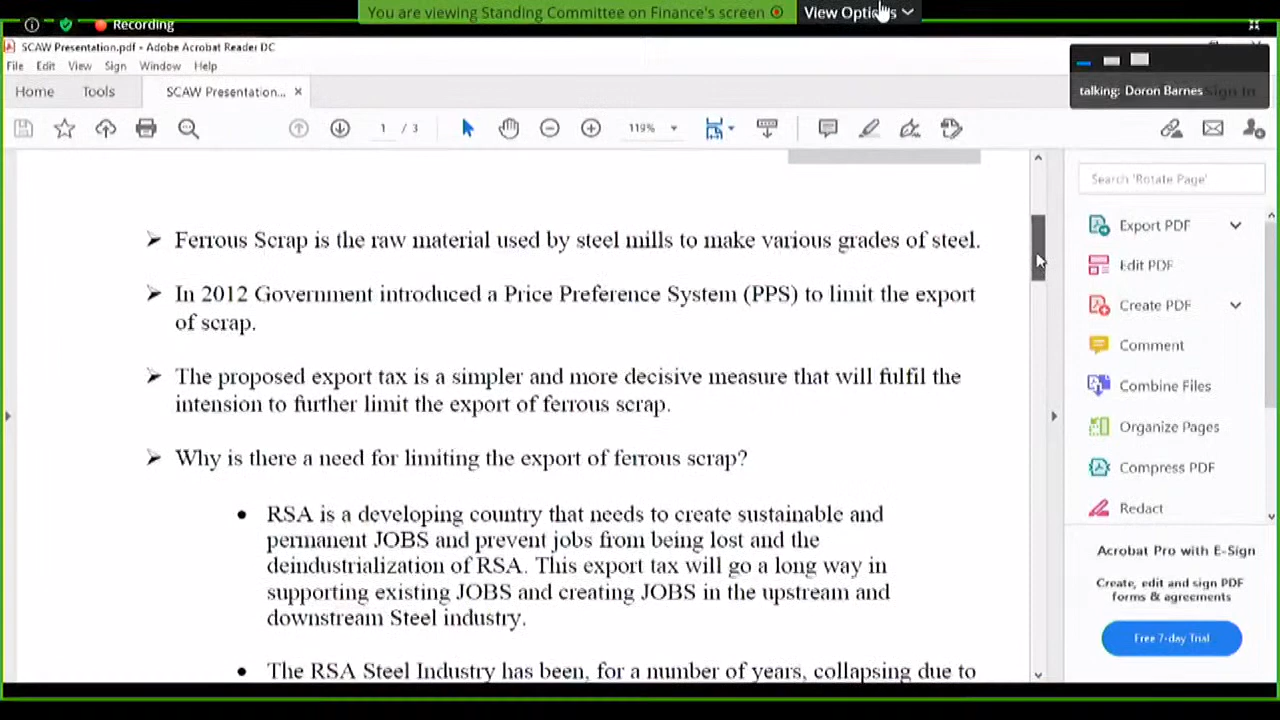 You are viewing Standing Committee on Finance's screen
View Options
Recording
SCAW Presentation.pdf - Adobe Acrobat Reader DC
File Edit View Sign Window Help
talking: Doron Barnes
Home Tools SCAW Presentation... ×
Sign In
1 / 3
119%
Search 'Rotate Page'
Ferrous Scrap is the raw material used by steel mills to make various grades of steel.
In 2012 Government introduced a Price Preference System (PPS) to limit the export
of scrap.
The proposed export tax is a simpler and more decisive measure that will fulfil the
intension to further limit the export of ferrous scrap.
Why is there a need for limiting the export of ferrous scrap?
RSA is a developing country that needs to create sustainable and
permanent JOBS and prevent jobs from being lost and the
deindustrialization of RSA. This export tax will go a long way in
supporting existing JOBS and creating JOBS in the upstream and
downstream Steel industry.
The RSA Steel Industry has been, for a number of years, collapsing due to
Export PDF
Edit PDF
Create PDF
Comment
Combine Files
Organize Pages
Compress PDF
Redact
Acrobat Pro with E-Sign
Create, edit and sign PDF
forms & agreements
Free 7-day Trial